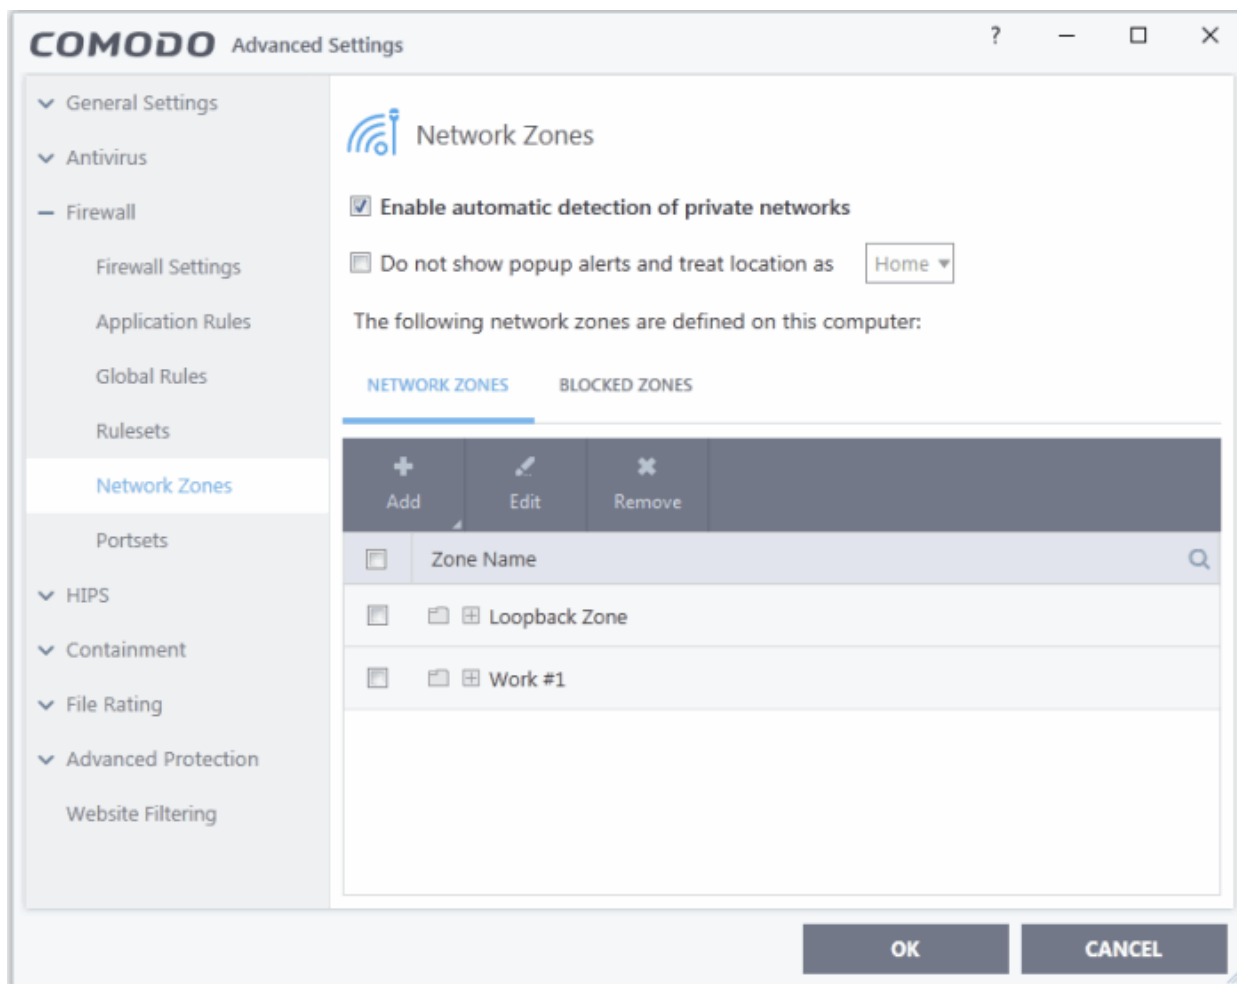 COMODO Advanced Settings ?
General Settings
Antivirus
Firewall
Firewall Settings
Application Rules
Global Rules
Rulesets
Network Zones
Portsets
HIPS
Containment
File Rating
Advanced Protection
Website Filtering
Network Zones
Enable automatic detection of private networks
Do not show popup alerts and treat location as Home
The following network zones are defined on this computer:
NETWORK ZONES BLOCKED ZONES
Add Edit Remove
Zone Name
Loopback Zone
Work #1
OK CANCEL